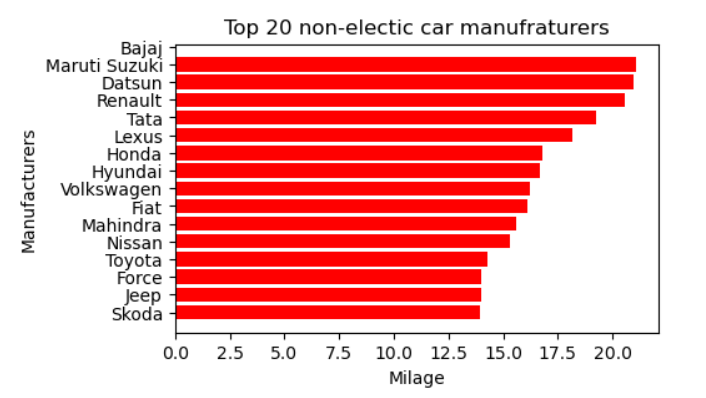 Top 20 non-electic car manufraturers
Manufacturers
Bajaj
Maruti Suzuki
Datsun
Renault
Tata
Lexus
Honda
Hyundai
Volkswagen
Fiat
Mahindra
Nissan
Toyota
Force
Jeep
Skoda
0.0 2.5 5.0 7.5 10.0 12.5 15.0 17.5 20.0
Milage